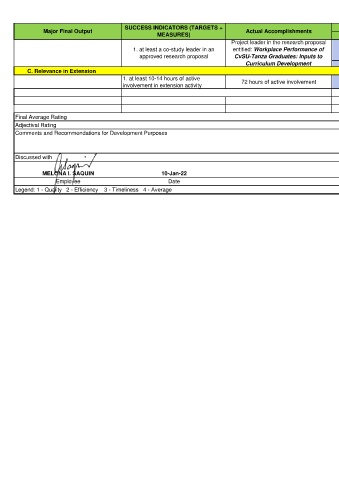 Major Final Output
SUCCESS INDICATORS (TARGETS +
MEASURES)
Actual Accomplishments
1. at least a co-study leader in an
approved research proposal
Project leader in the research proposal
entitled: Workplace Performance of
CvSU-Tanza Graduates: Inputs to
Curriculum Development
C. Relevance in Extension
1. at least 10-14 hours of active
involvement in extension activity
72 hours of active involvement
Final Average Rating
Adjectival Rating
Comments and Recommendations for Development Purposes
Discussed with
MELONA I. SAQUIN
10-Jan-22
Employee
Date
Legend: 1 - Quality 2 - Efficiency 3 - Timeliness 4 - Average